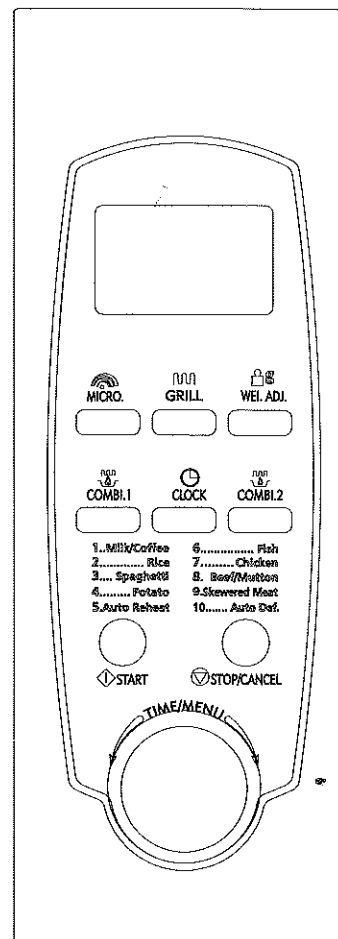 MICRO. GRILL. WEI. ADJ.
COMBI.1 CLOCK COMBI.2
1..Milk/Coffee 6............... Fish
2............ Rice 7......... Chicken
3.... Spaghetti 8. Beef/Mutton
4.......... Potato 9.Skewered Meat
5.Auto Reheat 10....... Auto Def.
START STOP/CANCEL
TIME/MENU